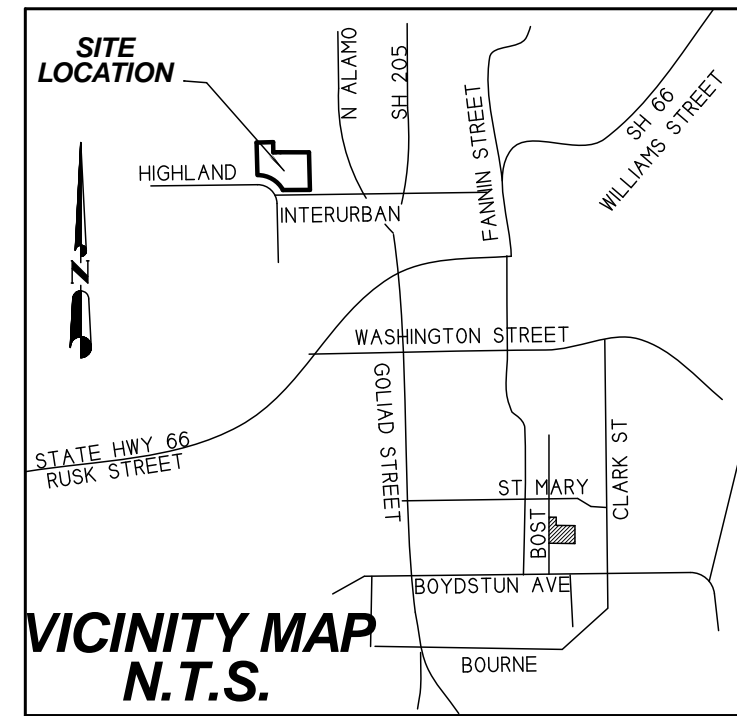 SITE
LOCATION
N ALAMO
SH 205
FANNIN STREET
SH 66
WILLIAMS STREET
HIGHLAND
INTERURBAN
N
WASHINGTON STREET
GOLIAD STREET
CLARK ST
STATE HWY 66
RUSK STREET
ST MARY
BOST
BOYDSTUN AVE
BOURNE
VICINITY MAP
N.T.S.